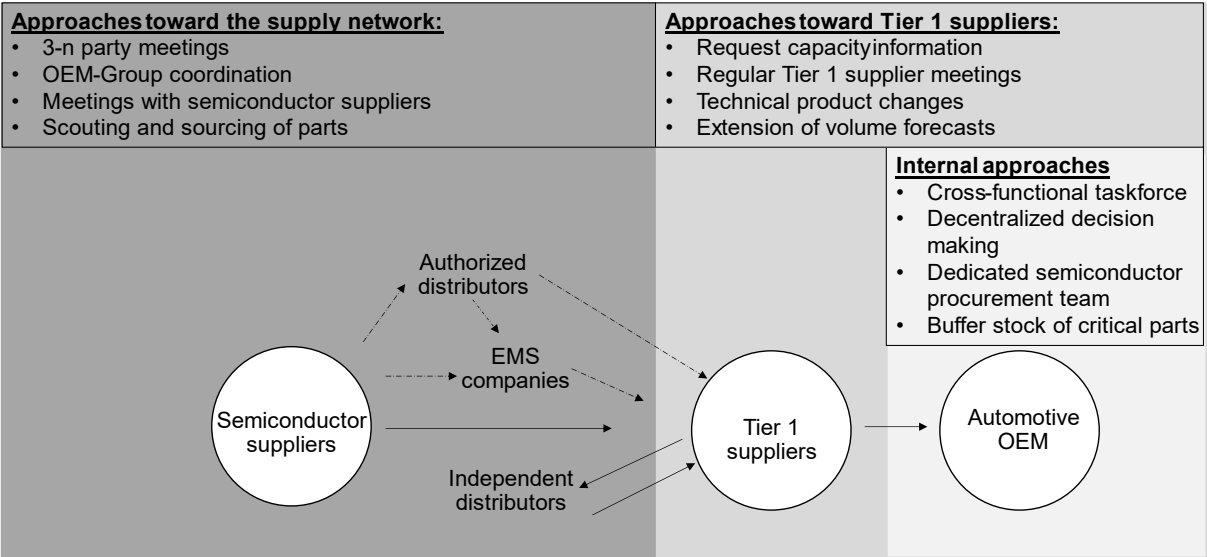 Approaches toward the supply network:
• 3-n party meetings
• OEM-Group coordination
• Meetings with semiconductor suppliers
• Scouting and sourcing of parts
Approaches toward Tier 1 suppliers:
• Request capacity information
• Regular Tier 1 supplier meetings
• Technical product changes
• Extension of volume forecasts
Internal approaches
• Cross-functional taskforce
• Decentralized decision
making
• Dedicated semiconductor
procurement team
• Buffer stock of critical parts
Authorized
distributors
EMS
companies
Semiconductor
suppliers
Independent
distributors
Tier 1
suppliers
Automotive
OEM